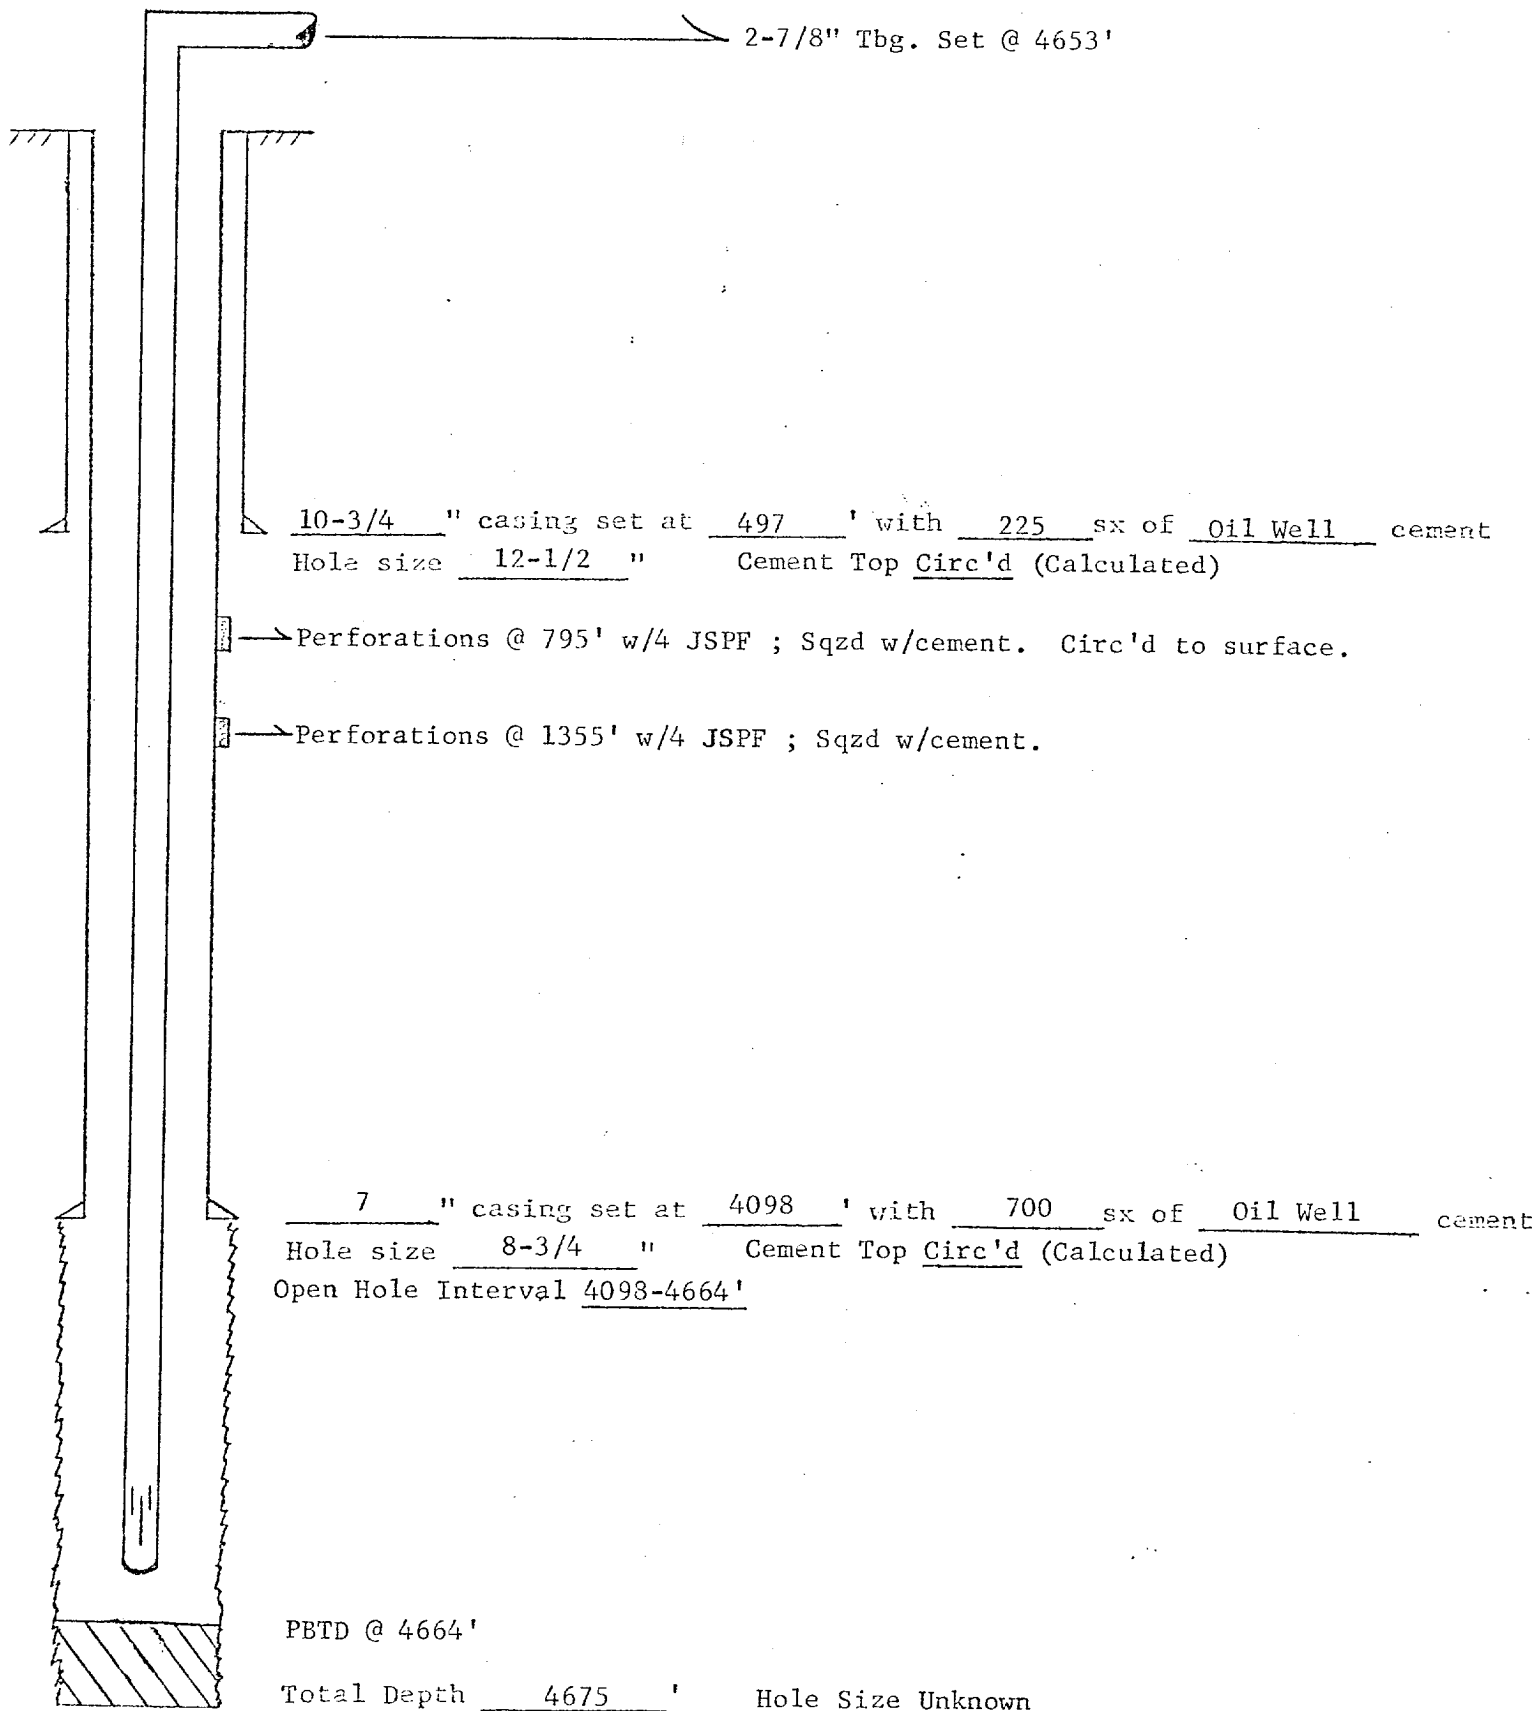 2-7/8" Tbg. Set @ 4653'
10-3/4 " casing set at 497 ' with 225 sx of Oil Well cement
Hole size 12-1/2 " Cement Top Circ'd (Calculated)
Perforations @ 795' w/4 JSPF ; Sqzd w/cement. Circ'd to surface.
Perforations @ 1355' w/4 JSPF ; Sqzd w/cement.
7 " casing set at 4098 ' with 700 sx of Oil Well cement
Hole size 8-3/4 " Cement Top Circ'd (Calculated)
Open Hole Interval 4098-4664'
PBTD @ 4664'
Total Depth 4675 ' Hole Size Unknown